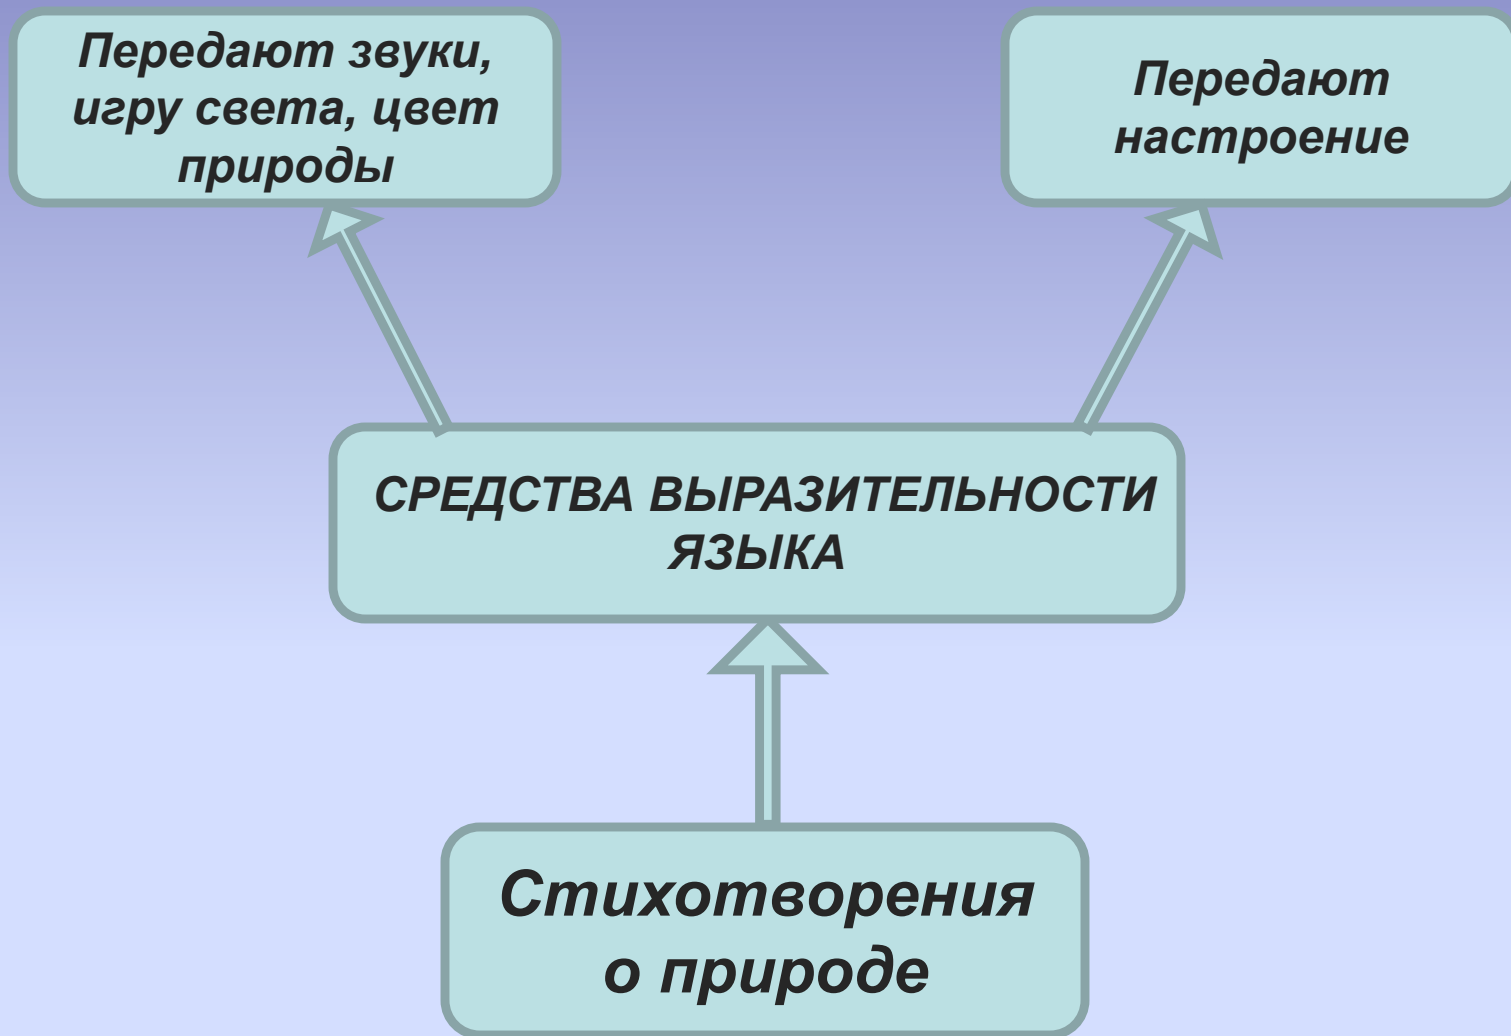 Передают звуки,
игру света, цвет
природы
Передают
настроение
СРЕДСТВА ВЫРАЗИТЕЛЬНОСТИ
ЯЗЫКА
Стихотворения
о природе